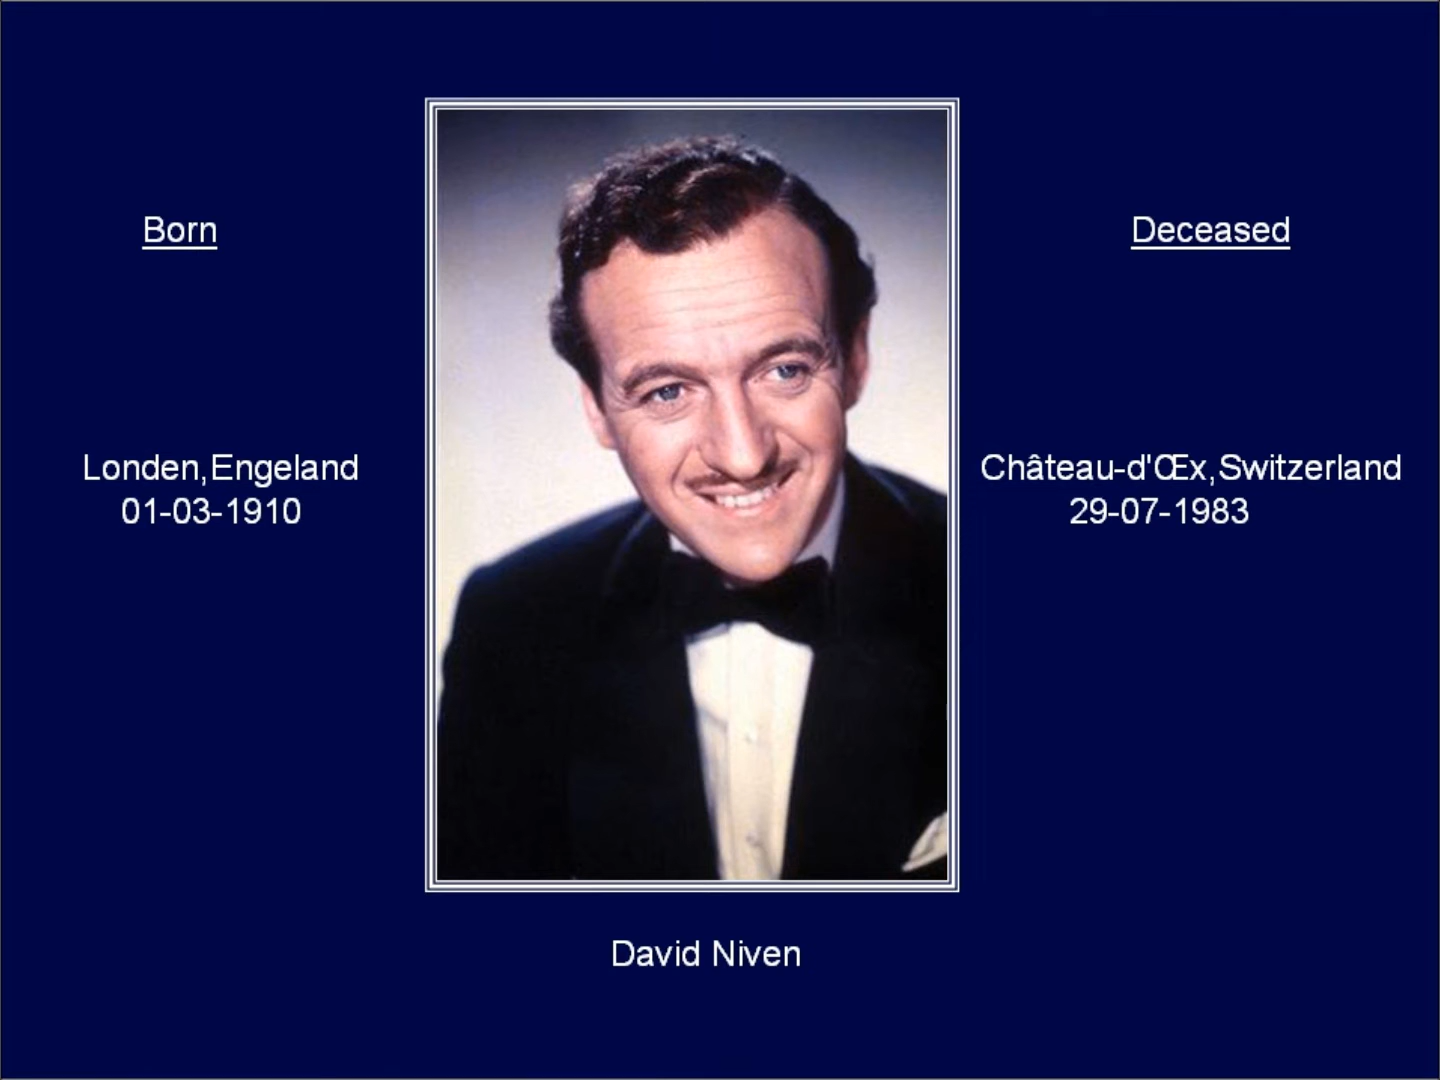 Born
Deceased
Londen,Engeland
01-03-1910
Château-d'Œx,Switzerland
29-07-1983
David Niven